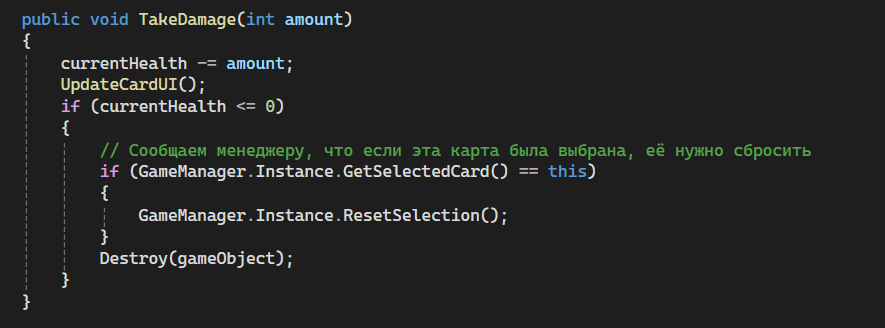 public void TakeDamage(int amount)
{
currentHealth -= amount;
UpdateCardUI();
if (currentHealth <= 0)
{
// Сообщаем менеджеру, что если эта карта была выбрана, её нужно сбросить
if (GameManager.Instance.GetSelectedCard() == this)
{
GameManager.Instance.ResetSelection();
}
Destroy(gameObject);
}
}